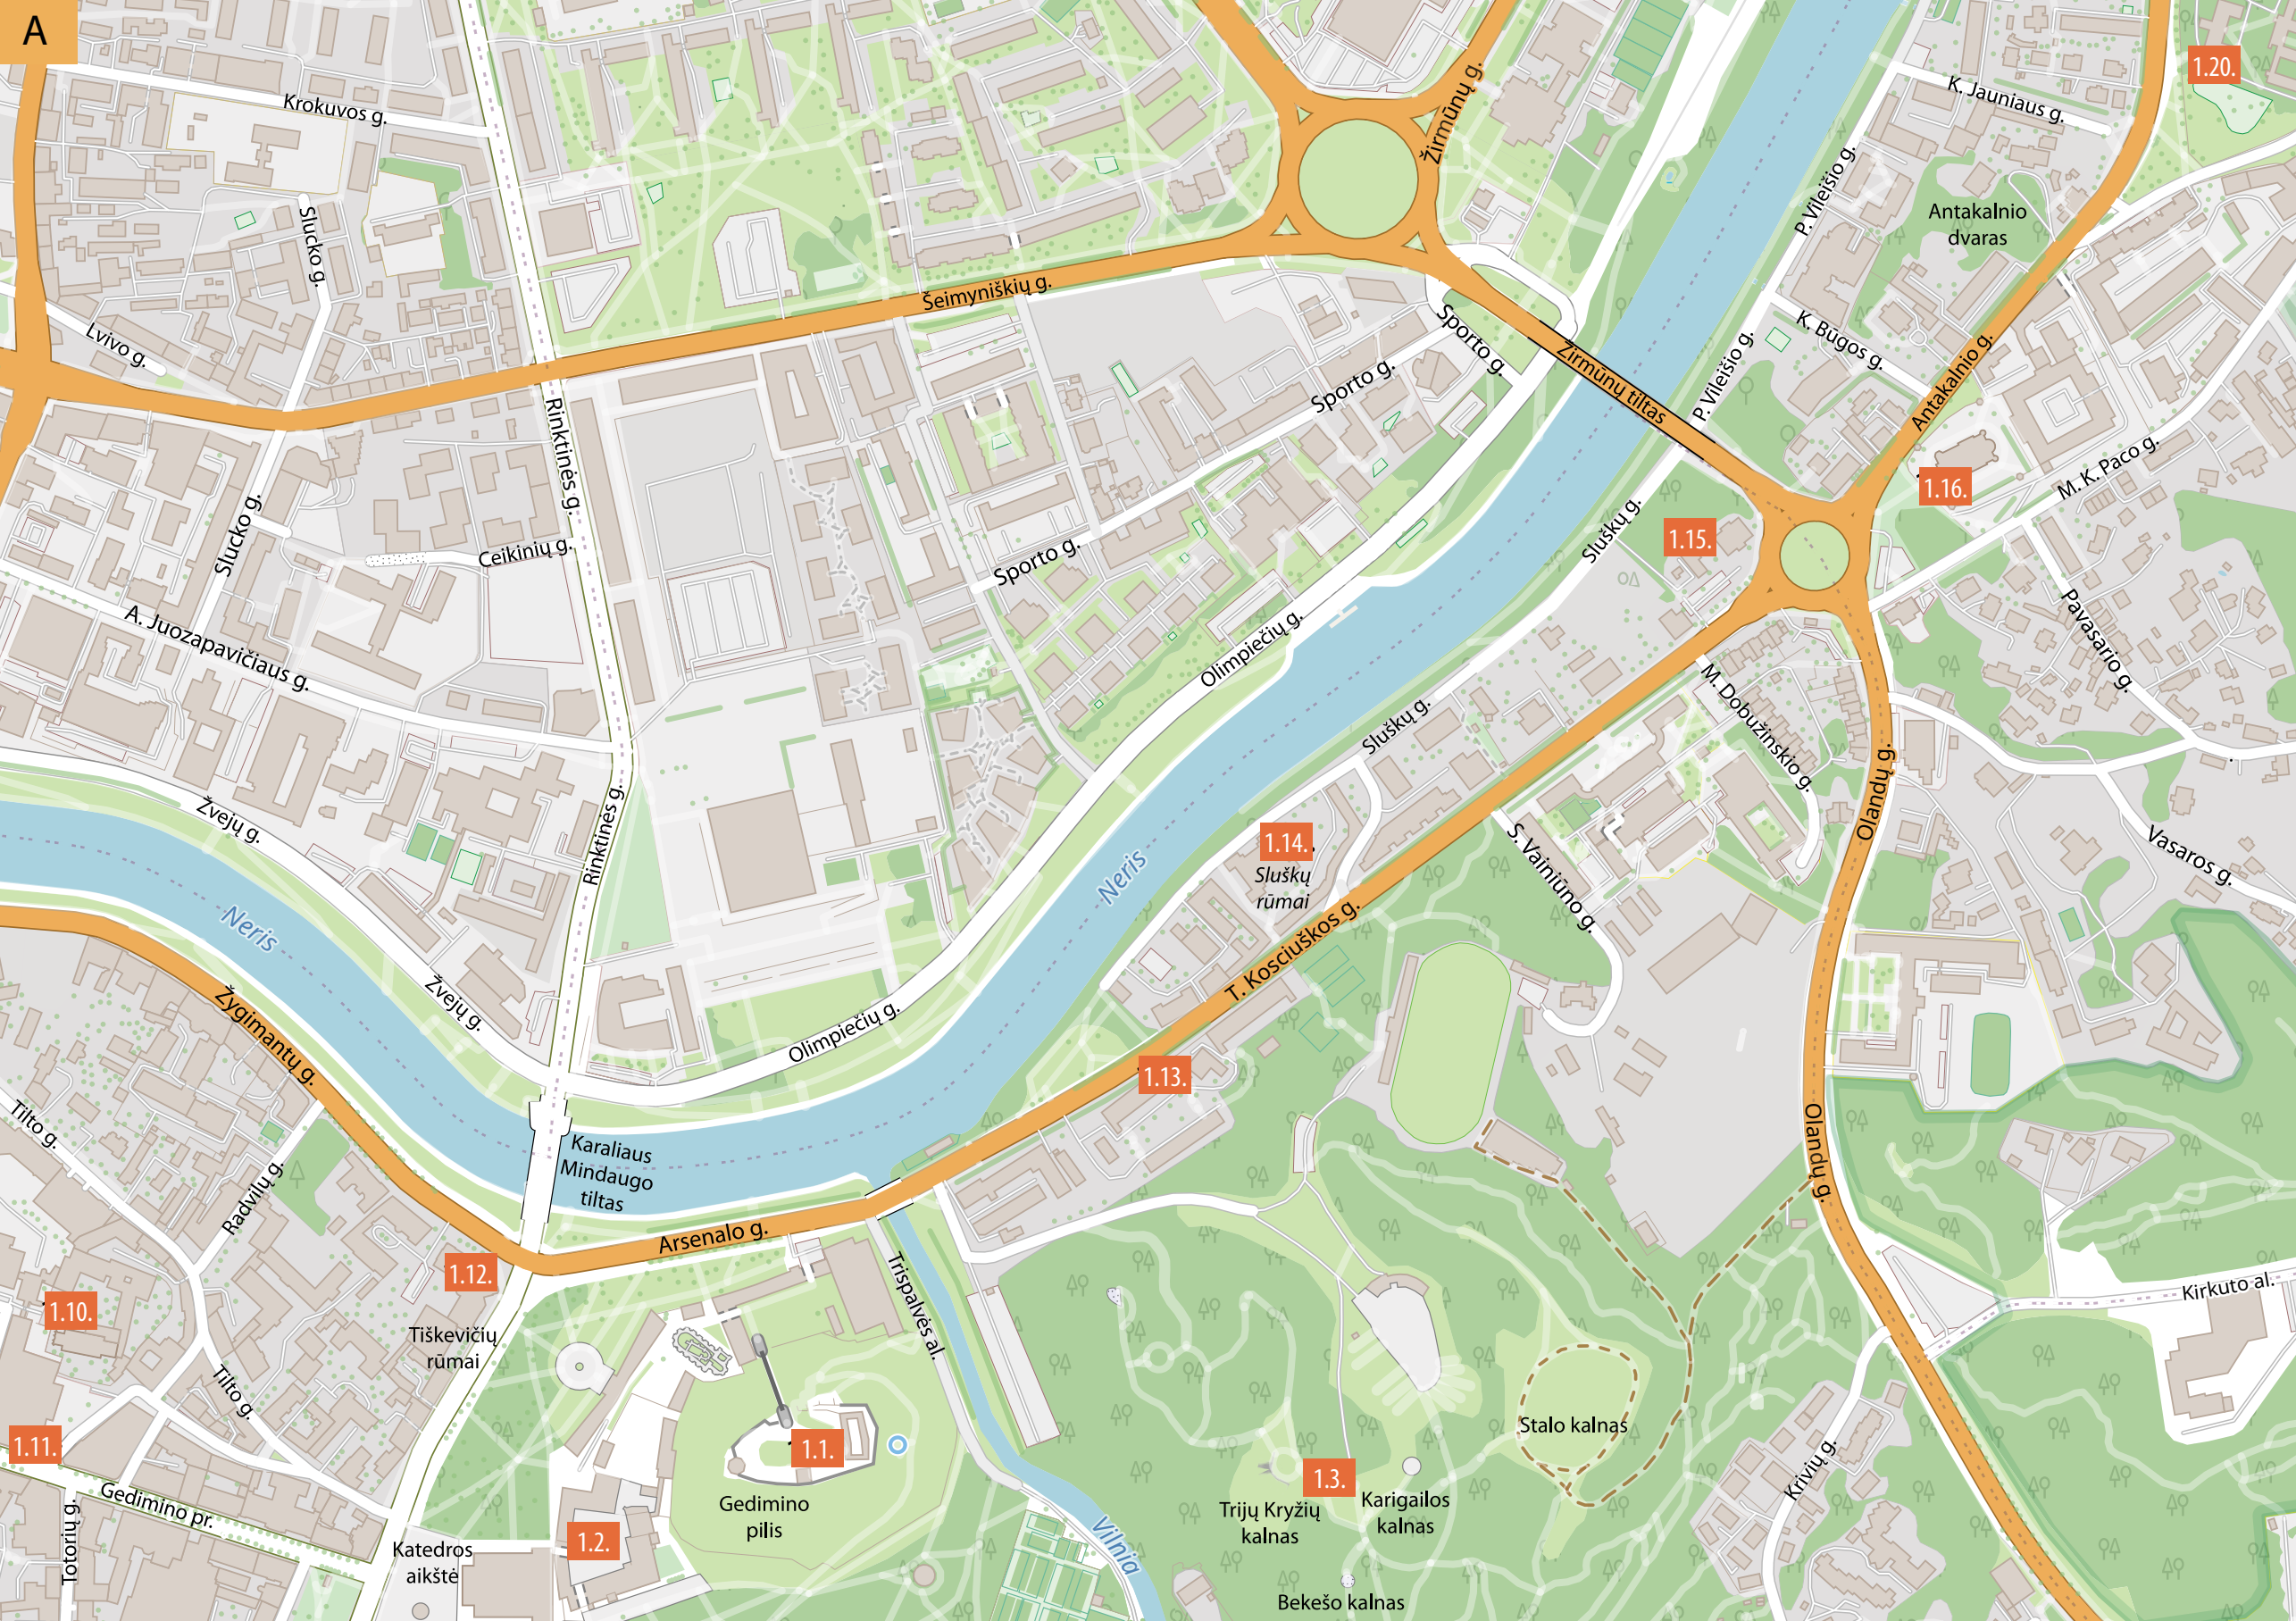 A
1.20.
Krokuvos g.
K. Jauniaus g.
Žirmūnų g.
P. Vileišio g.
Antakalnio
dvaras
Slucko g.
Šeimyniškių g.
Lvivo g.
Sporto g.
K. Būgos g.
Žirmūnų tiltas
P. Vileišio g.
Antakalnio g.
Sporto g.
Rinktinės g.
M. K. Paco g.
1.16.
Slucko g.
Ceikinių g.
Sporto g.
Sluškų g.
1.15.
A. Juozapavičiaus g.
Olimpiečių g.
Pavasario g.
M. Dobužinskio g.
Sluškų g.
Olandų g.
Žvejų g.
Rinktinės g.
1.14.
Sluškų
rūmai
Neris
S. Vainiūno g.
Vasaros g.
Neris
T. Kosciuškos g.
Žvejų g.
Žygimantų g.
Olimpiečių g.
1.13.
Tilto g.
Karaliaus
Mindaugo
tiltas
Olandų g.
Radvilų g.
Arsenalo g.
1.12.
Trispalvės al.
Kirkuto al.
1.10.
Tiškevičių
rūmai
Tilto g.
1.11.
1.1.
Stalo kalnas
Krivių g.
1.3.
Gedimino pr.
Gedimino
pilis
Trijų Kryžių
kalnas
Karigailos
kalnas
Totorių g.
1.2.
Vilnia
Katedros
aikštė
Bekešo kalnas